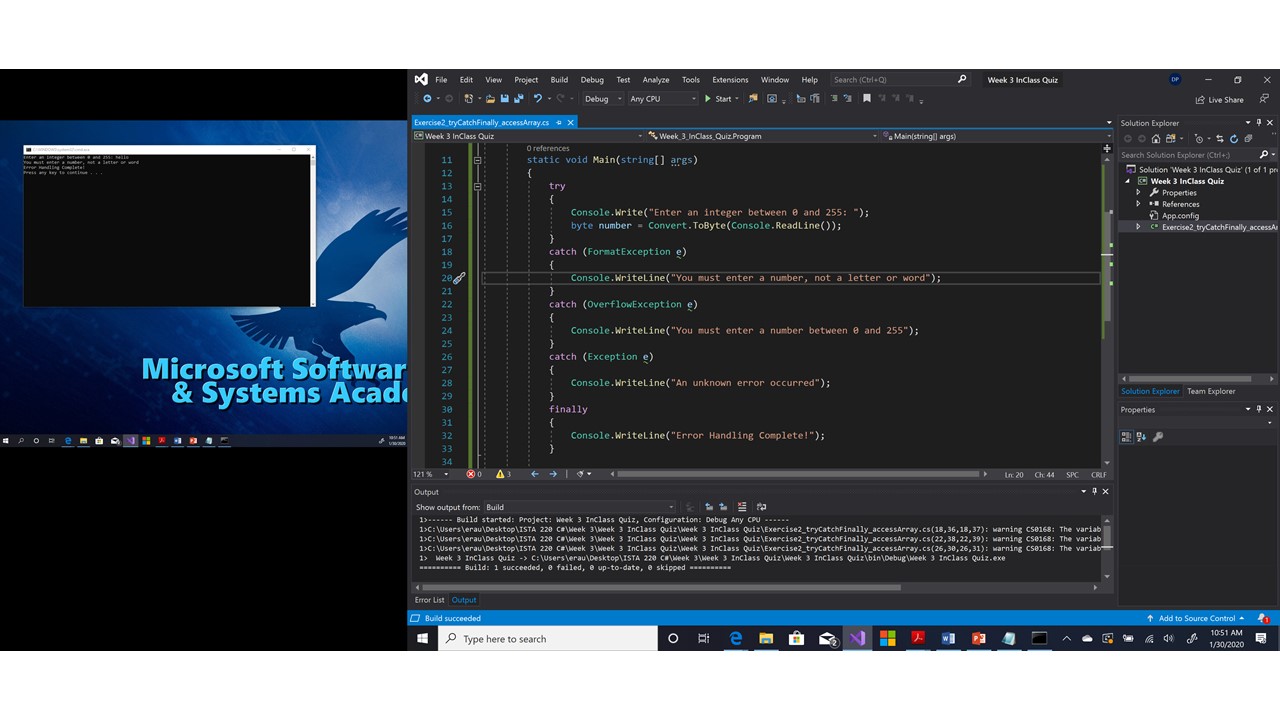 Enter an integer between 0 and 255: hello
You must enter a number, not a letter or word
Error Handling Complete!
Press any key to continue . . .
Microsoft Softwar
& Systems Acad
10:51 AM
1/30/2020
File Edit View Project Build Debug Test Analyze Tools Extensions Window Help Search (Ctrl+Q) Week 3 InClass Quiz DP
Debug Any CPU Start Live Share
Exercise2_tryCatchFinally_accessArray.cs
Week 3 InClass Quiz Week_3_InClass_Quiz.Program Main(string[] args)
0 references
11 static void Main(string[] args)
12 {
13 try
14 {
15 Console.Write("Enter an integer between 0 and 255: ");
16 byte number = Convert.ToByte(Console.ReadLine());
17 }
18 catch (FormatException e)
19 {
20 Console.WriteLine("You must enter a number, not a letter or word");
21 }
22 catch (OverflowException e)
23 {
24 Console.WriteLine("You must enter a number between 0 and 255");
25 }
26 catch (Exception e)
27 {
28 Console.WriteLine("An unknown error occurred");
29 }
30 finally
31 {
32 Console.WriteLine("Error Handling Complete!");
33 }
34
121 % 0 3 Ln: 20 Ch: 44 SPC CRLF
Solution Explorer
Search Solution Explorer (Ctrl+;)
Solution 'Week 3 InClass Quiz' (1 of 1 pr
Week 3 InClass Quiz
Properties
References
App.config
Exercise2_tryCatchFinally_accessA
Solution Explorer Team Explorer
Properties
Output
Show output from: Build
1>------ Build started: Project: Week 3 InClass Quiz, Configuration: Debug Any CPU ------
1>C:\Users\erau\Desktop\ISTA 220 C#\Week 3\Week 3 InClass Quiz\Week 3 InClass Quiz\Exercise2_tryCatchFinally_accessArray.cs(18,36,18,37): warning CS0168: The variab
1>C:\Users\erau\Desktop\ISTA 220 C#\Week 3\Week 3 InClass Quiz\Week 3 InClass Quiz\Exercise2_tryCatchFinally_accessArray.cs(22,38,22,39): warning CS0168: The variab
1>C:\Users\erau\Desktop\ISTA 220 C#\Week 3\Week 3 InClass Quiz\Week 3 InClass Quiz\Exercise2_tryCatchFinally_accessArray.cs(26,30,26,31): warning CS0168: The variab
1> Week 3 InClass Quiz -> C:\Users\erau\Desktop\ISTA 220 C#\Week 3\Week 3 InClass Quiz\Week 3 InClass Quiz\bin\Debug\Week 3 InClass Quiz.exe
========== Build: 1 succeeded, 0 failed, 0 up-to-date, 0 skipped ==========
Error List Output
Build succeeded Add to Source Control 1
Type here to search 2
10:51 AM
1/30/2020